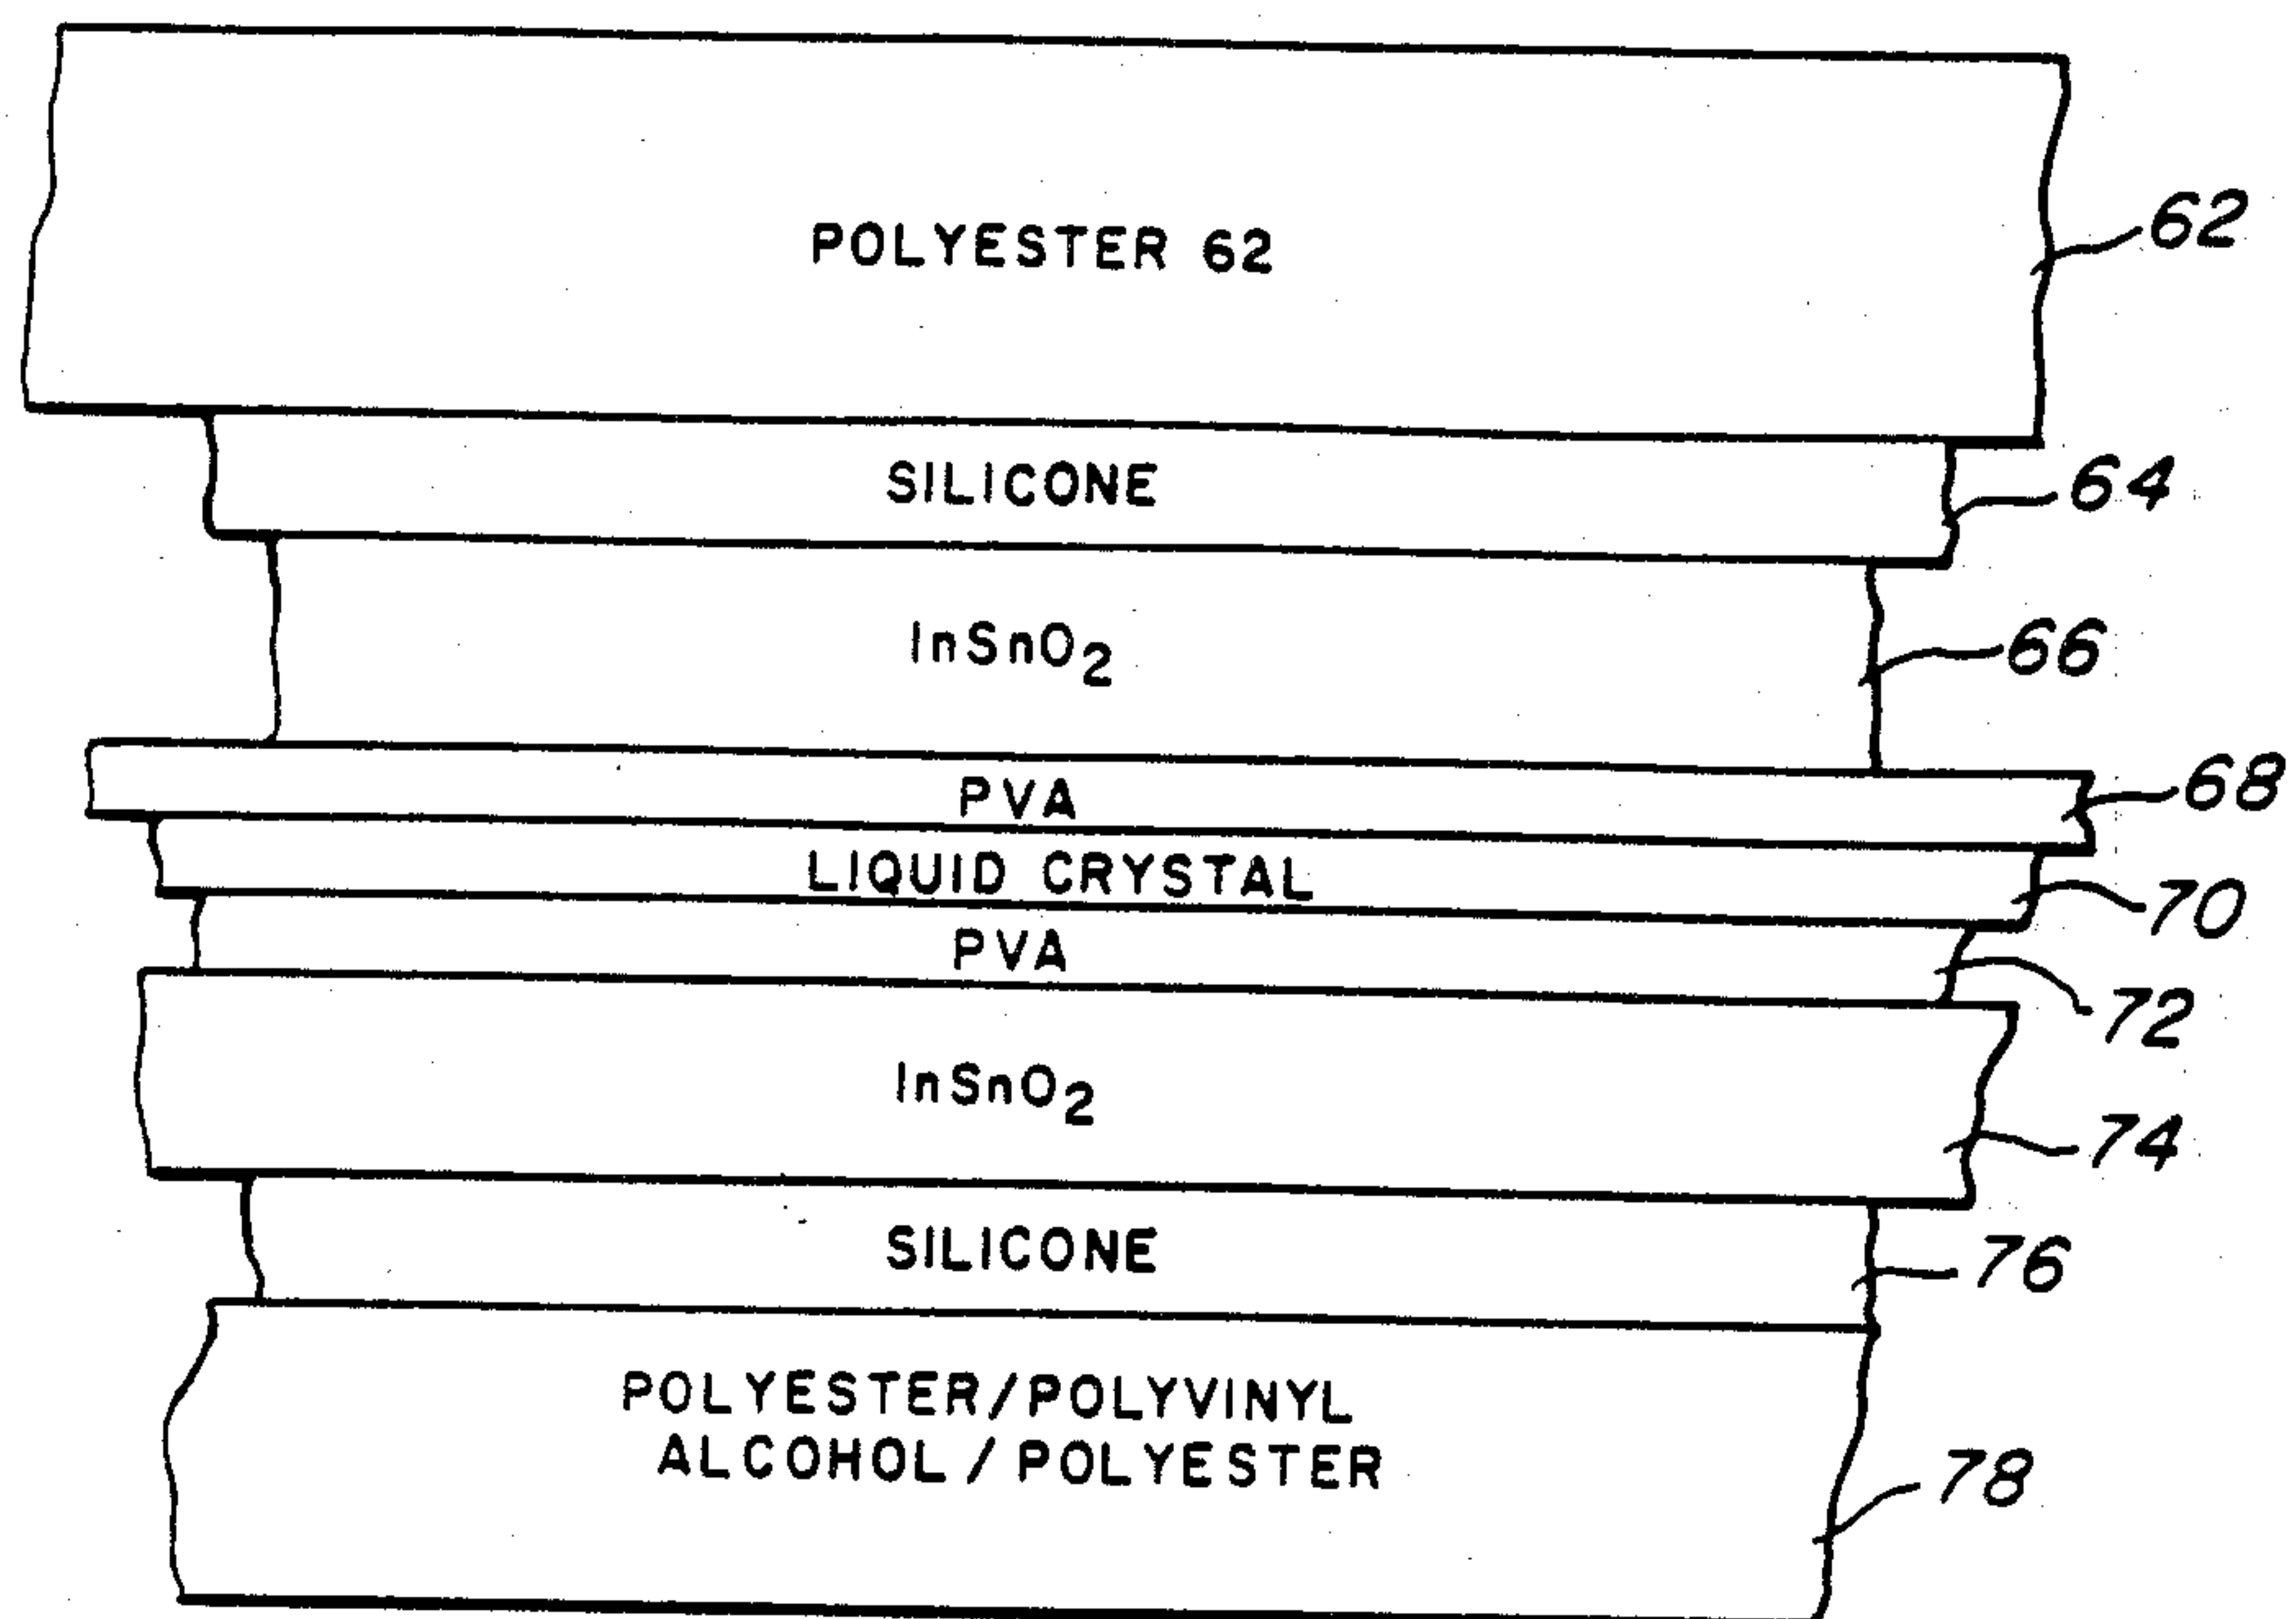 POLYESTER 62
62
SILICONE
64
InSnO2
66
PVA
68
LIQUID CRYSTAL
70
PVA
72
InSnO2
74
SILICONE
76
POLYESTER/POLYVINYL
ALCOHOL/POLYESTER
78